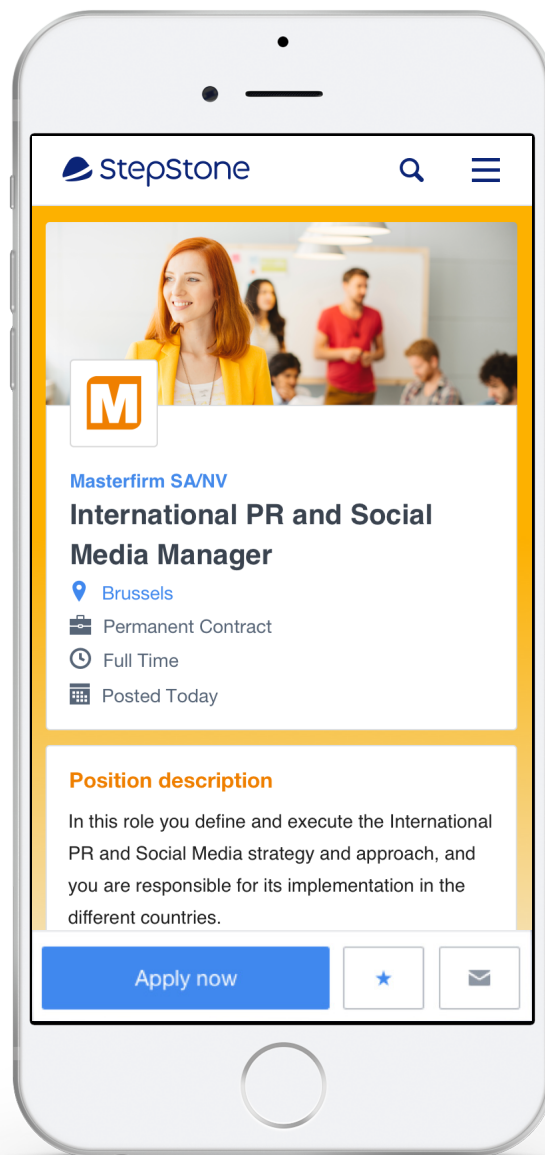 StepStone
M
Masterfirm SA/NV
International PR and Social
Media Manager
Brussels
Permanent Contract
Full Time
Posted Today
Position description
In this role you define and execute the International
PR and Social Media strategy and approach, and
you are responsible for its implementation in the
different countries.
Apply now